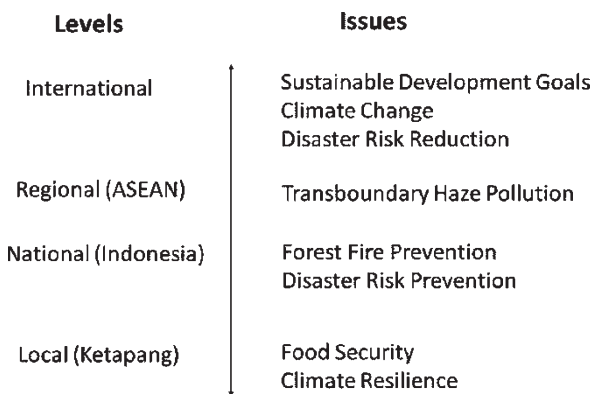 Levels
Issues
International
Sustainable Development Goals
Climate Change
Disaster Risk Reduction
Regional (ASEAN)
Transboundary Haze Pollution
National (Indonesia)
Forest Fire Prevention
Disaster Risk Prevention
Local (Ketapang)
Food Security
Climate Resilience